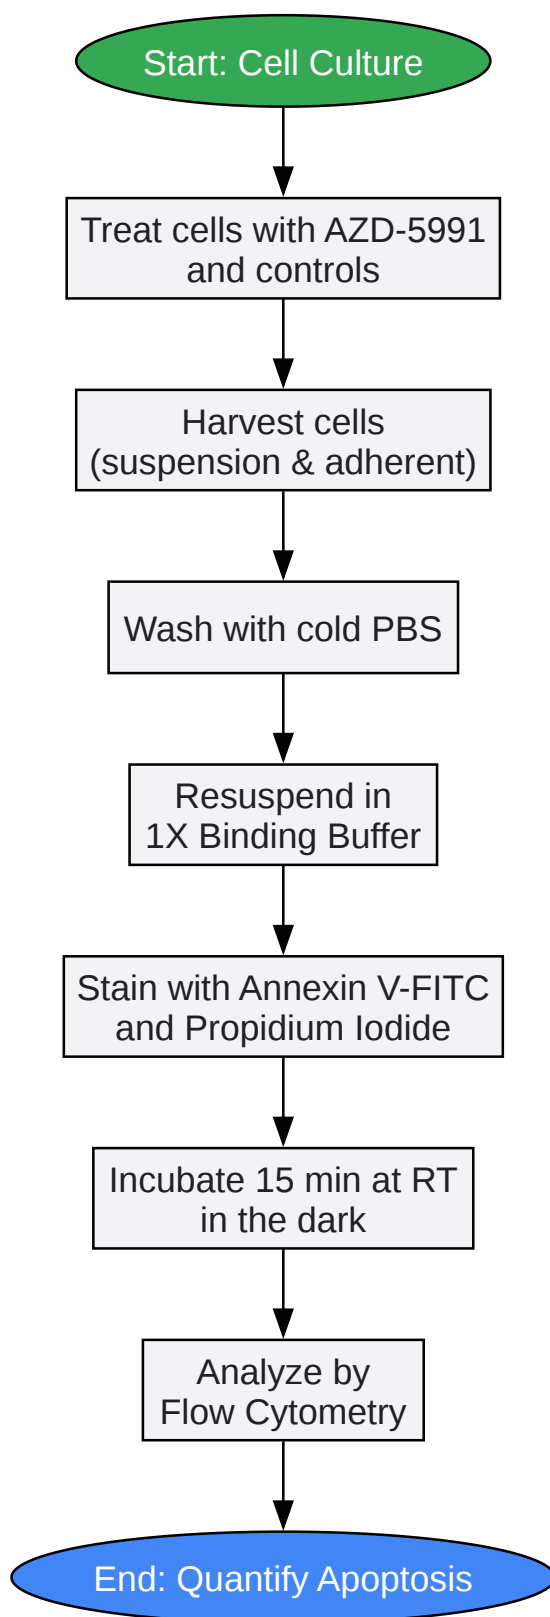 Start: Cell Culture
Treat cells with AZD-5991
and controls
Harvest cells
(suspension & adherent)
Wash with cold PBS
Resuspend in
1X Binding Buffer
Stain with Annexin V-FITC
and Propidium Iodide
Incubate 15 min at RT
in the dark
Analyze by
Flow Cytometry
End: Quantify Apoptosis